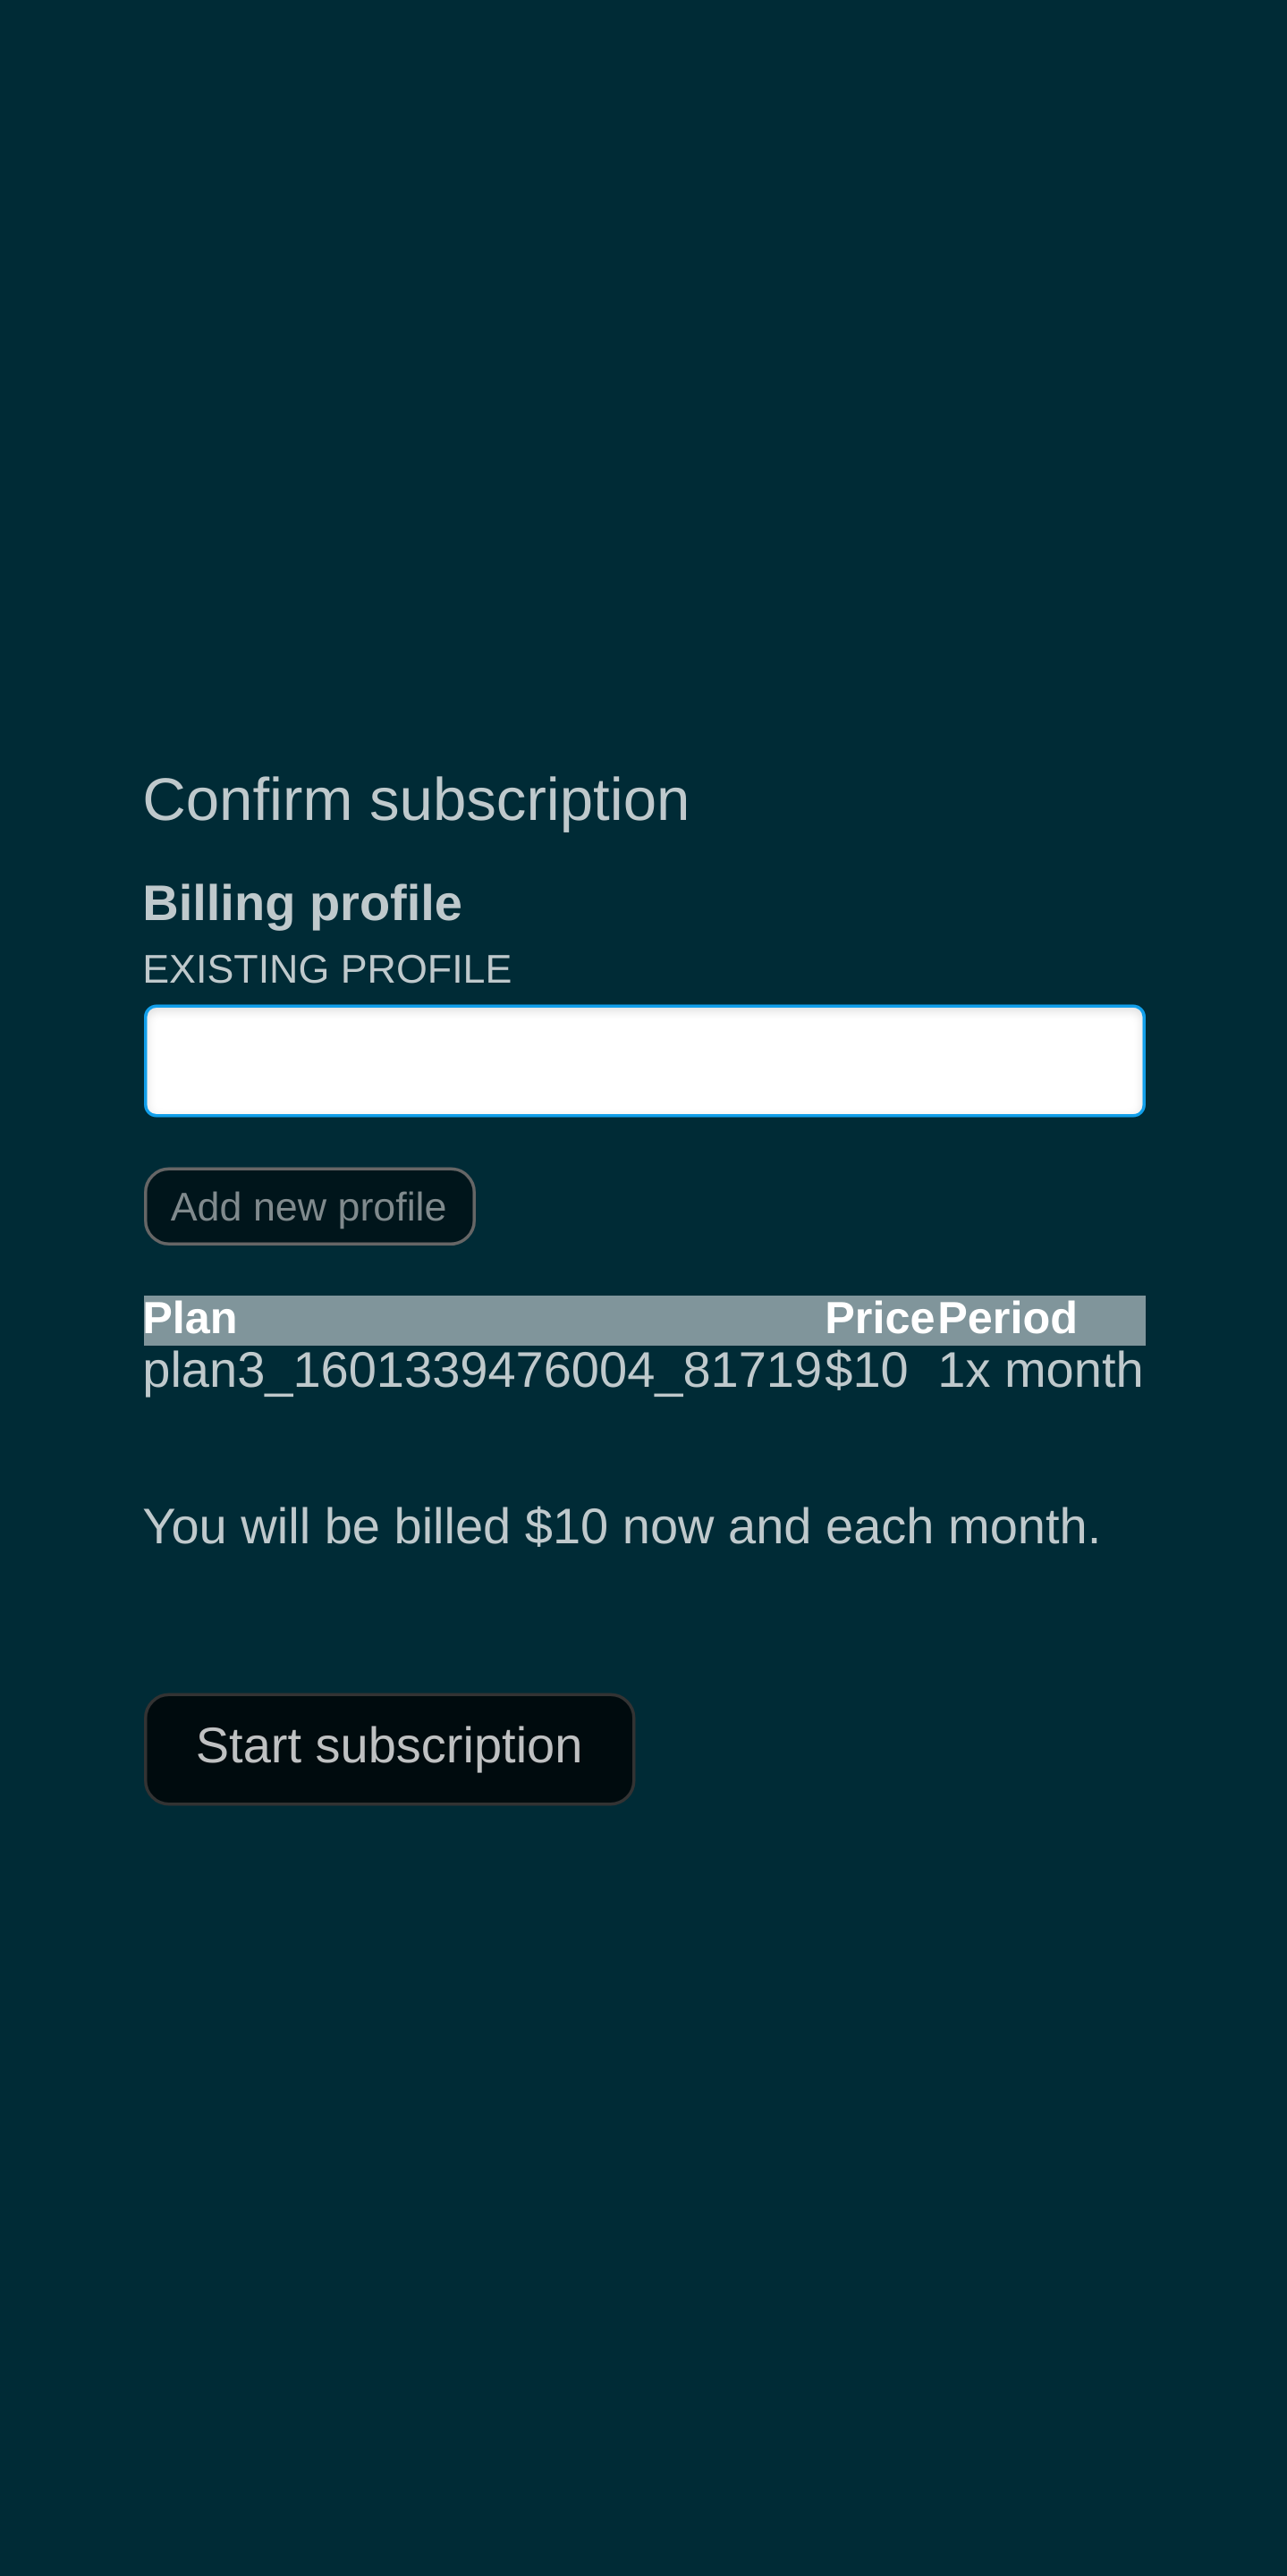 Confirm subscription
Billing profile
EXISTING PROFILE
Add new profile
Plan Price Period
plan3_1601339476004_81719 $10 1x month
You will be billed $10 now and each month.
Start subscription